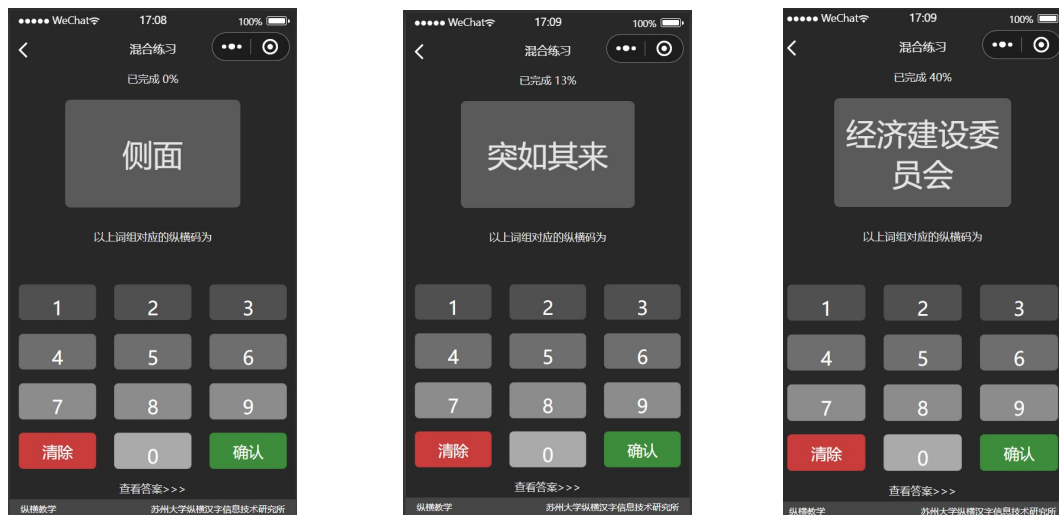 WeChat 17:08 100%
混合练习
已完成 0%
侧面
以上词组对应的纵横码为
1 2 3
4 5 6
7 8 9
清除 0 确认
查看答案>>>
纵横教学 苏州大学纵横汉字信息技术研究所
WeChat 17:09 100%
混合练习
已完成 13%
突如其来
以上词组对应的纵横码为
1 2 3
4 5 6
7 8 9
清除 0 确认
查看答案>>>
纵横教学 苏州大学纵横汉字信息技术研究所
WeChat 17:09 100%
混合练习
已完成 40%
经济建设委
员会
以上词组对应的纵横码为
1 2 3
4 5 6
7 8 9
清除 0 确认
查看答案>>>
纵横教学 苏州大学纵横汉字信息技术研究所